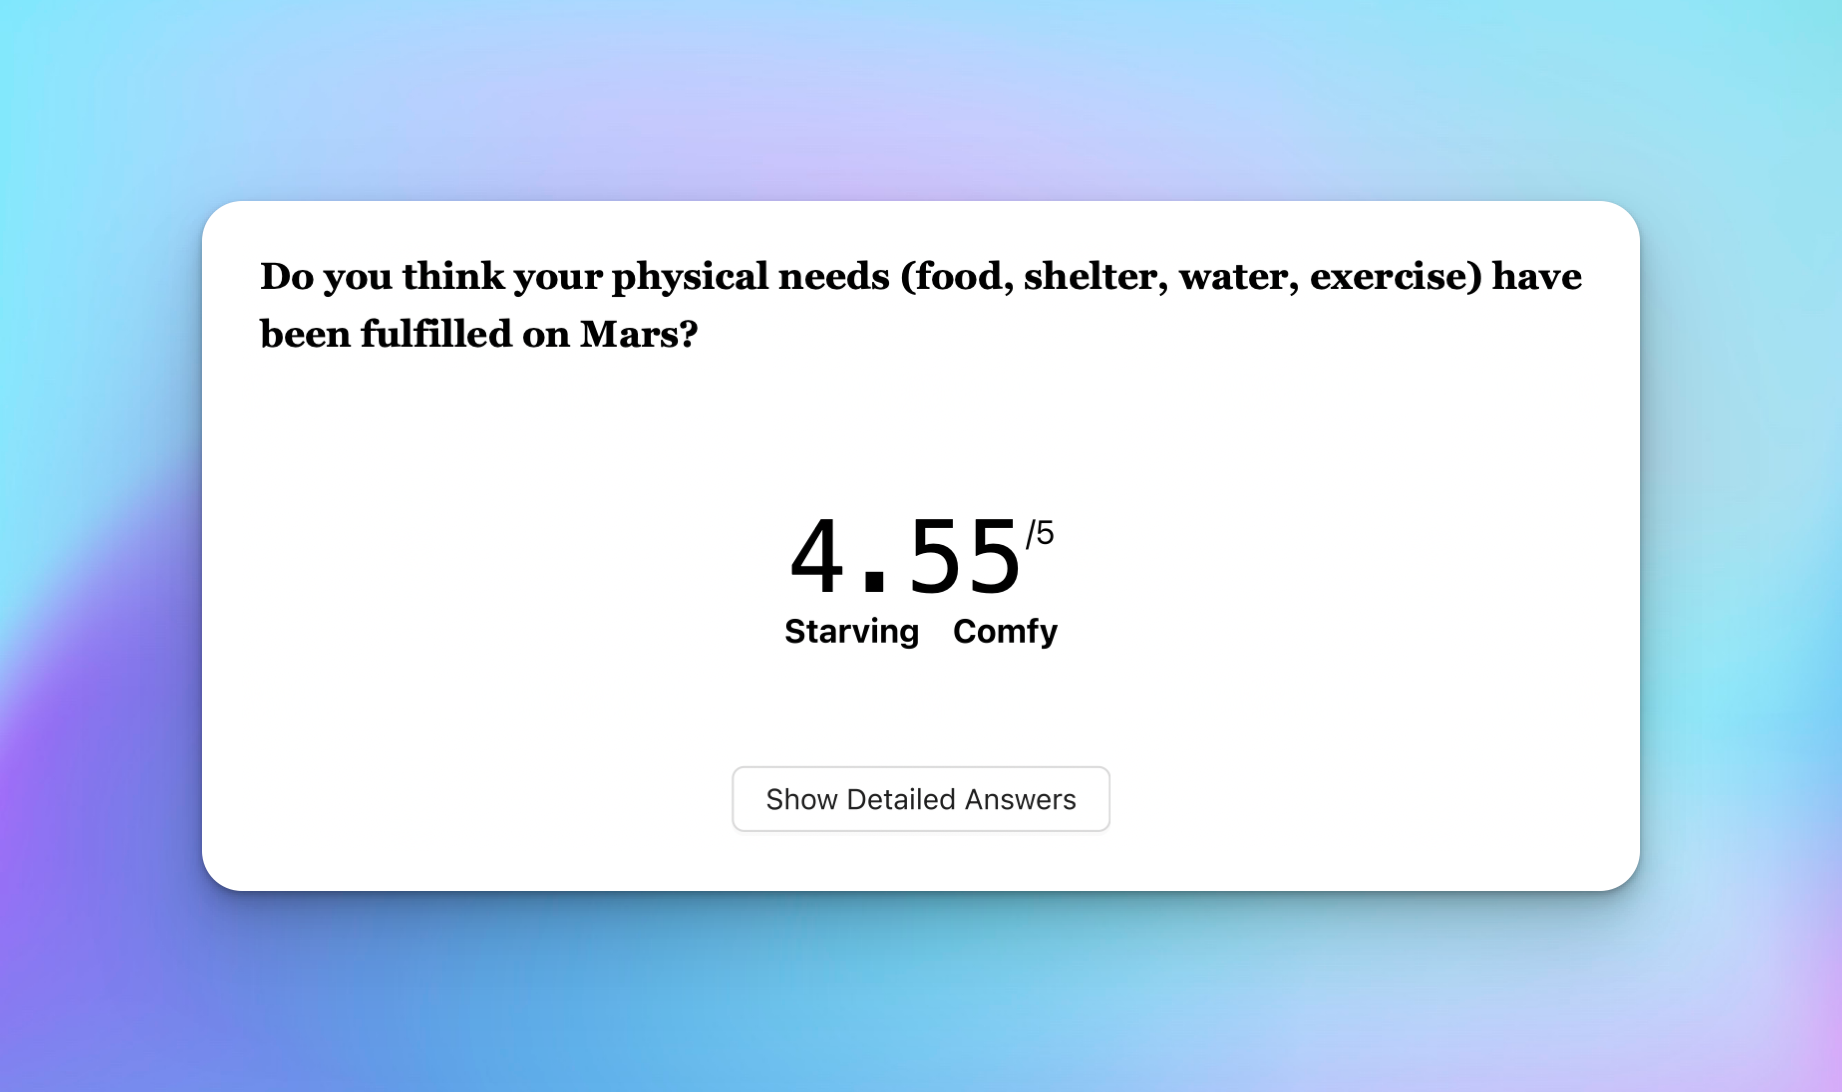 Do you think your physical needs (food, shelter, water, exercise) have
been fulfilled on Mars?
4.55/5
Starving Comfy
Show Detailed Answers